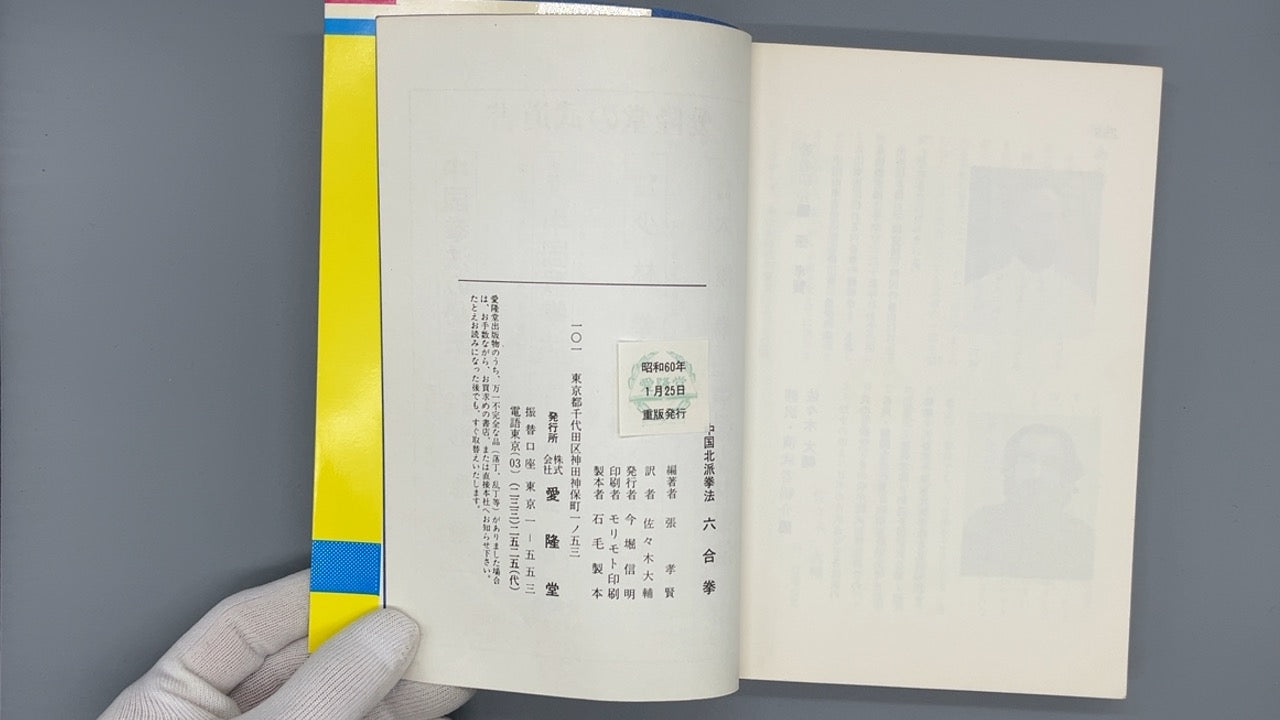 中国北派拳法 六合拳
昭和60年
1月25日
重版発行
編著者 張孝賢
訳者 佐々木大輔
発行者 今堀信明
印刷者 モリモト印刷
製本者 石毛製本
一〇一 東京都千代田区神田神保町一ノ五三
発行所 株式会社 愛隆堂
振替口座 東京一―五五三
電話東京(03)(二三三)二五二五(代)
愛隆堂出版物のうち、万一不完全な品(落丁、乱丁等)がありました場合
は、お手数ながら、お買求めの書店、または直接本社へお知らせ下さい。
たとえお読みになった後でも、すぐ取替えいたします。